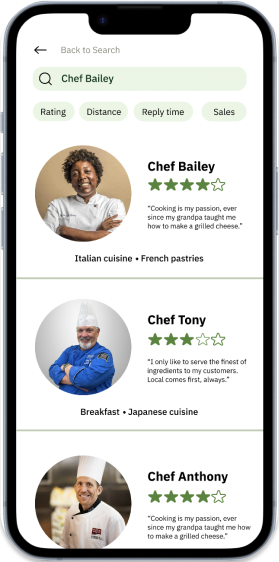 Back to Search
Chef Bailey
Rating Distance Reply time Sales
Chef Bailey
“Cooking is my passion, ever
since my grandpa taught me
how to make a grilled cheese.”
Italian cuisine • French pastries
Chef Tony
“I only like to serve the finest of
ingredients to my customers.
Local comes first, always.”
Breakfast • Japanese cuisine
Chef Anthony
“Cooking is my passion, ever
since my grandpa taught me how
to make a grilled cheese.”